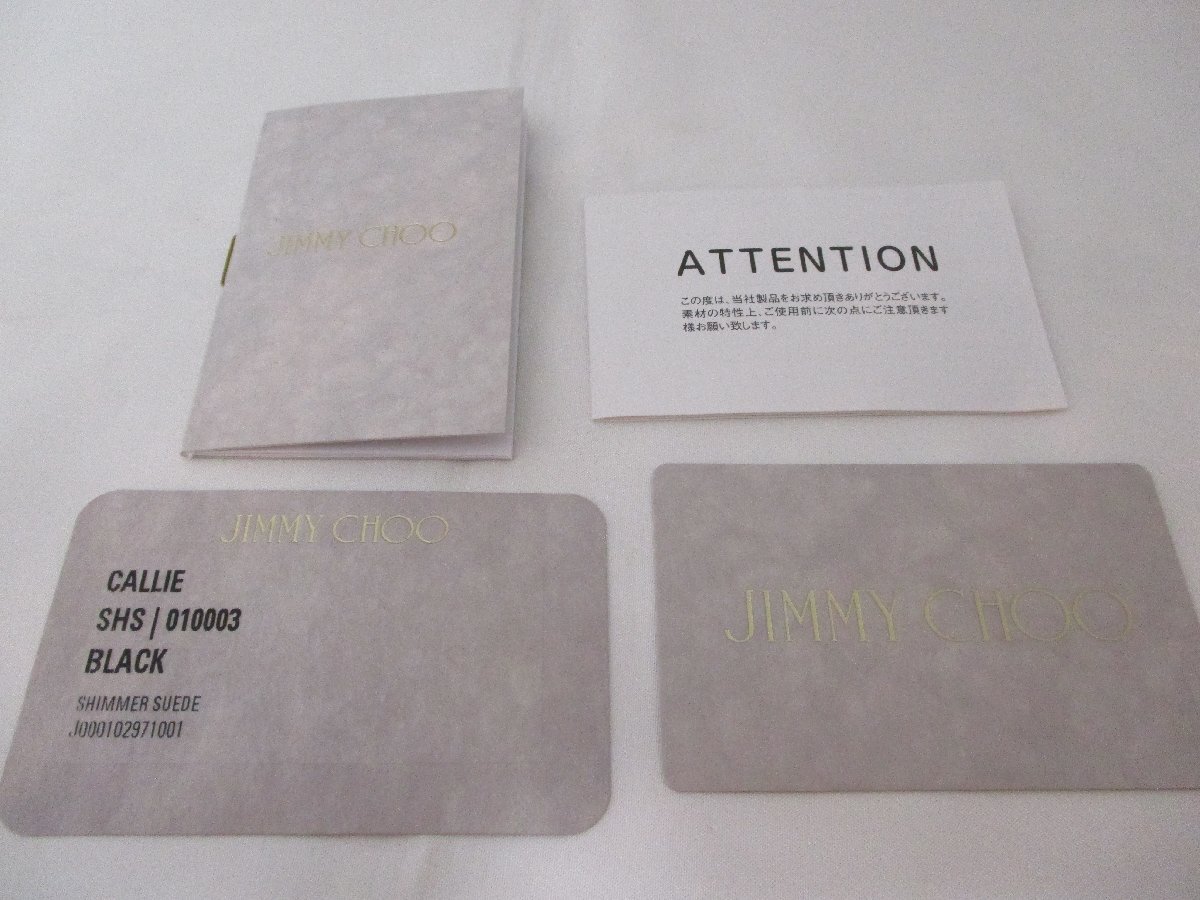 JIMMY CHOO
ATTENTION
この度は、当社製品をお求め頂きありがとうございます。
素材の特性上、ご使用前に次の点にご注意頂きます
様お願い致します。
JIMMY CHOO
CALLIE
SHS / 010003
BLACK
SHIMMER SUEDE
J000102971001
JIMMY CHOO